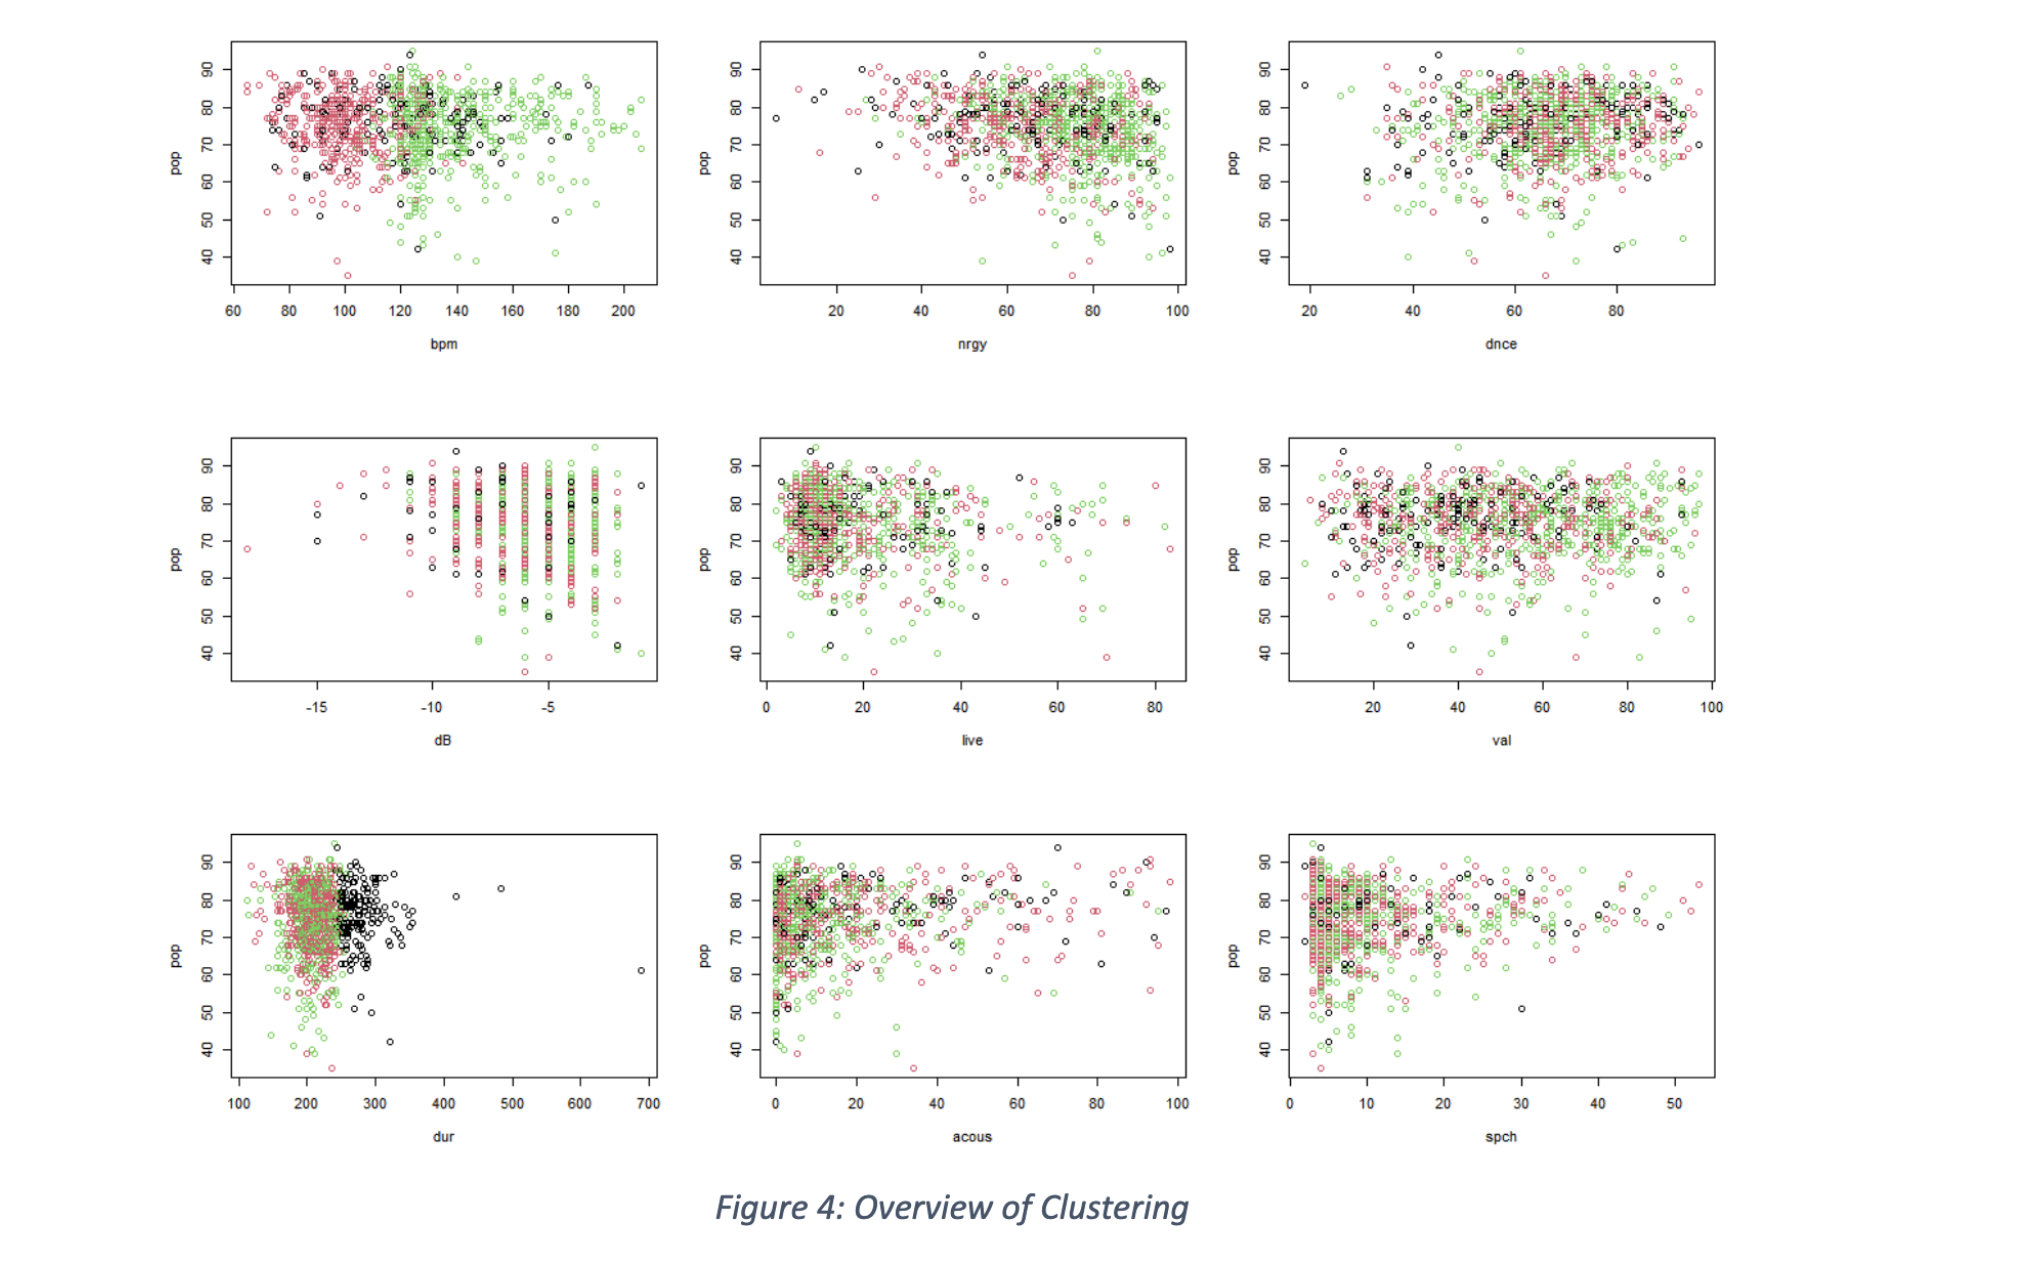 pop
40 50 60 70 80 90
60 80 100 120 140 160 180 200
bpm
pop
40 50 60 70 80 90
20 40 60 80 100
nrgy
pop
40 50 60 70 80 90
20 40 60 80
dnce
pop
40 50 60 70 80 90
-15 -10 -5
dB
pop
40 50 60 70 80 90
0 20 40 60 80
live
pop
40 50 60 70 80 90
20 40 60 80 100
val
pop
40 50 60 70 80 90
100 200 300 400 500 600 700
dur
pop
40 50 60 70 80 90
0 20 40 60 80 100
acous
pop
40 50 60 70 80 90
0 10 20 30 40 50
spch
Figure 4: Overview of Clustering